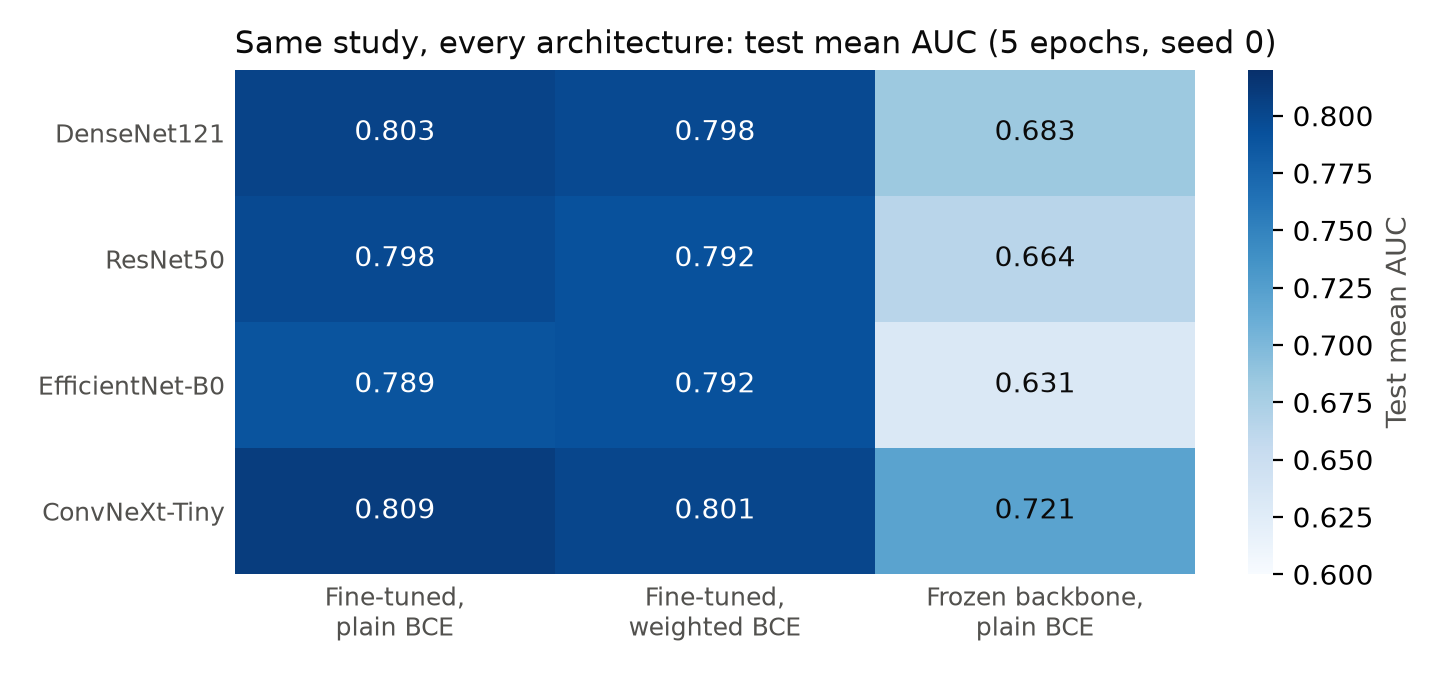 Same study, every architecture: test mean AUC (5 epochs, seed 0)
DenseNet121
0.803
0.798
0.683
ResNet50
0.798
0.792
0.664
EfficientNet-B0
0.789
0.792
0.631
ConvNeXt-Tiny
0.809
0.801
0.721
Fine-tuned,
plain BCE
Fine-tuned,
weighted BCE
Frozen backbone,
plain BCE
0.800
0.775
0.750
0.725
0.700
0.675
0.650
0.625
0.600
Test mean AUC